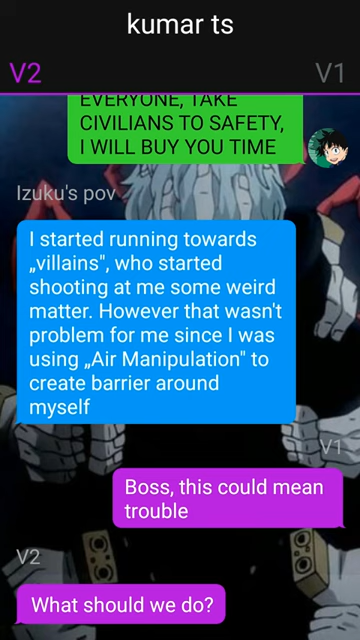 kumar ts
V2 V1
EVERYONE, TAKE
CIVILIANS TO SAFETY,
I WILL BUY YOU TIME
Izuku's pov
I started running towards
„villains", who started
shooting at me some weird
matter. However that wasn't
problem for me since I was
using „Air Manipulation" to
create barrier around
myself
V1
Boss, this could mean
trouble
V2
What should we do?